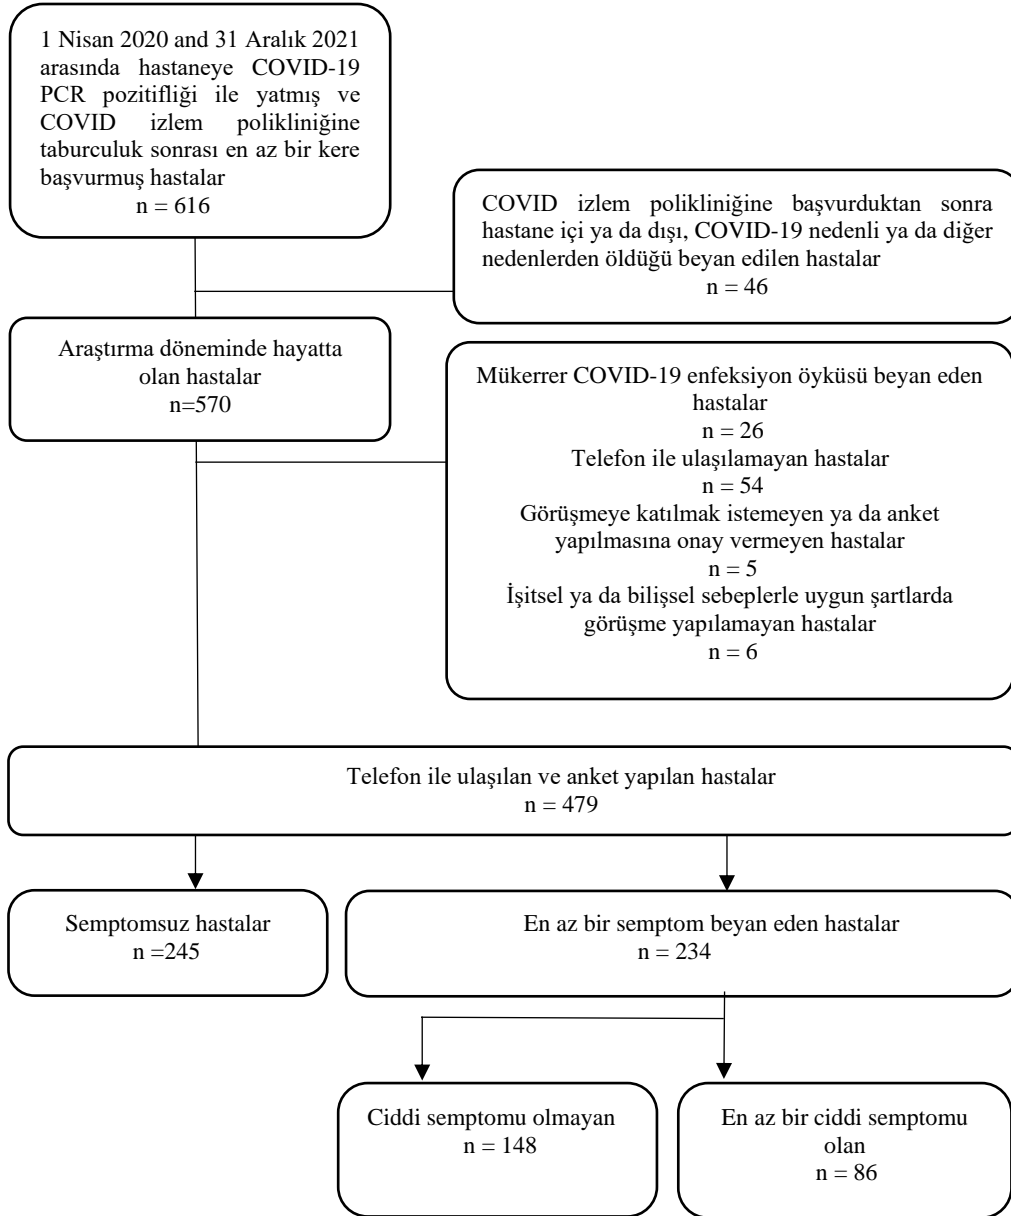 1 Nisan 2020 and 31 Aralık 2021
arasında hastaneye COVID-19
PCR pozitifliği ile yatmış ve
COVID izlem polikliniğine
taburculuk sonrası en az bir kere
başvurmuş hastalar
n = 616
COVID izlem polikliniğine başvurduktan sonra
hastane içi ya da dışı, COVID-19 nedenli ya da diğer
nedenlerden öldüğü beyan edilen hastalar
n = 46
Araştırma döneminde hayatta
olan hastalar
n=570
Mükerrer COVID-19 enfeksiyon öyküsü beyan eden
hastalar
n = 26
Telefon ile ulaşılamayan hastalar
n = 54
Görüşmeye katılmak istemeyen ya da anket
yapılmasına onay vermeyen hastalar
n = 5
İşitsel ya da bilişsel sebeplerle uygun şartlarda
görüşme yapılamayan hastalar
n = 6
Telefon ile ulaşılan ve anket yapılan hastalar
n = 479
Semptomsuz hastalar
n =245
En az bir semptom beyan eden hastalar
n = 234
Ciddi semptomu olmayan
n = 148
En az bir ciddi semptomu
olan
n = 86